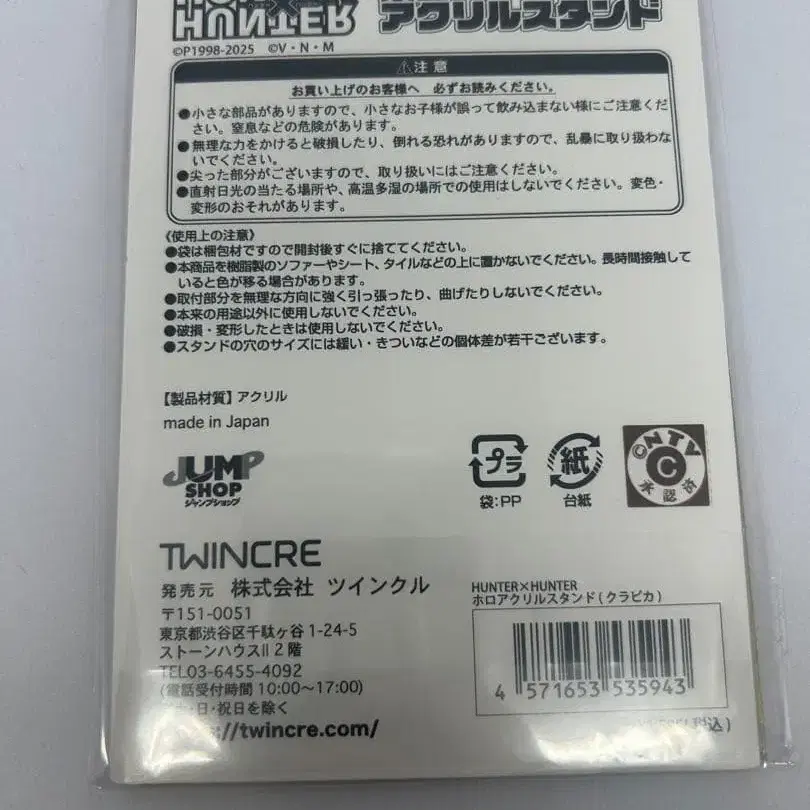 HUNTER×HUNTER アクリルスタンド
©P1998-2025 ©V・N・M
⚠注意
お買い上げのお客様へ 必ずお読みください。
●小さな部品がありますので、小さなお子様が誤って飲み込まない様にご注意くだ
さい。窒息などの危険があります。
●無理な力をかけると破損したり、倒れる恐れがありますので、乱暴に取り扱わな
いでください。
●尖った部分がございますので、取り扱いにはご注意ください。
●直射日光の当たる場所や、高温多湿の場所での使用はしないでください。変色・
変形のおそれがあります。
《使用上の注意》
●袋は梱包材ですので開封後すぐに捨ててください。
●本商品を樹脂製のソファーやシート、タイルなどの上に置かないでください。長時間接触して
いると色が移る場合があります。
●取付部分を無理な方向に強く引っ張ったり、曲げたりしないでください。
●本来の用途以外に使用しないでください。
●破損・変形したときは使用しないでください。
●スタンドの穴のサイズには緩い・きついなどの個体差が若干ございます。
【製品材質】アクリル
made in Japan
JUMP
SHOP
ジャンプショップ
プラ
袋:PP
紙
台紙
©NTV
C
承認済
TWINCRE
発売元 株式会社 ツインクル
〒151-0051
東京都渋谷区千駄ヶ谷1-24-5
ストーンハウスⅡ 2階
TEL03-6455-4092
(電話受付時間 10:00~17:00)
・日・祝日を除く
//twincre.com/
HUNTER×HUNTER
ホロアクリルスタンド(クラピカ)
4 571653 535943
税込)